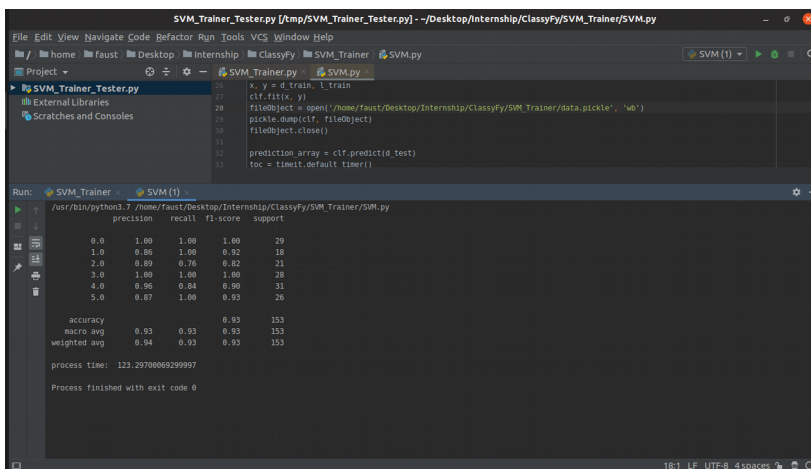 SVM_Trainer_Tester.py [/tmp/SVM_Trainer_Tester.py] - ~/Desktop/Internship/ClassyFy/SVM_Trainer/SVM.py
File Edit View Navigate Code Refactor Run Tools VCS Window Help
/ home faust Desktop Internship ClassyFy SVM_Trainer SVM.py SVM (1)
Project SVM_Trainer.py SVM.py
SVM_Trainer_Tester.py
External Libraries
Scratches and Consoles
26 x, y = d_train, l_train
27 clf.fit(x, y)
28 fileObject = open('/home/faust/Desktop/Internship/ClassyFy/SVM_Trainer/data.pickle', 'wb')
29 pickle.dump(clf, fileObject)
30 fileObject.close()
31
32 prediction_array = clf.predict(d_test)
33 toc = timeit.default_timer()
Run: SVM_Trainer SVM (1)
/usr/bin/python3.7 /home/faust/Desktop/Internship/ClassyFy/SVM_Trainer/SVM.py
precision recall f1-score support
0.0 1.00 1.00 1.00 29
1.0 0.86 1.00 0.92 18
2.0 0.89 0.76 0.82 21
3.0 1.00 1.00 1.00 28
4.0 0.96 0.84 0.90 31
5.0 0.87 1.00 0.93 26
accuracy 0.93 153
macro avg 0.93 0.93 0.93 153
weighted avg 0.94 0.93 0.93 153
process time: 123.29700069299997
Process finished with exit code 0
18:1 LF UTF-8 4 spaces